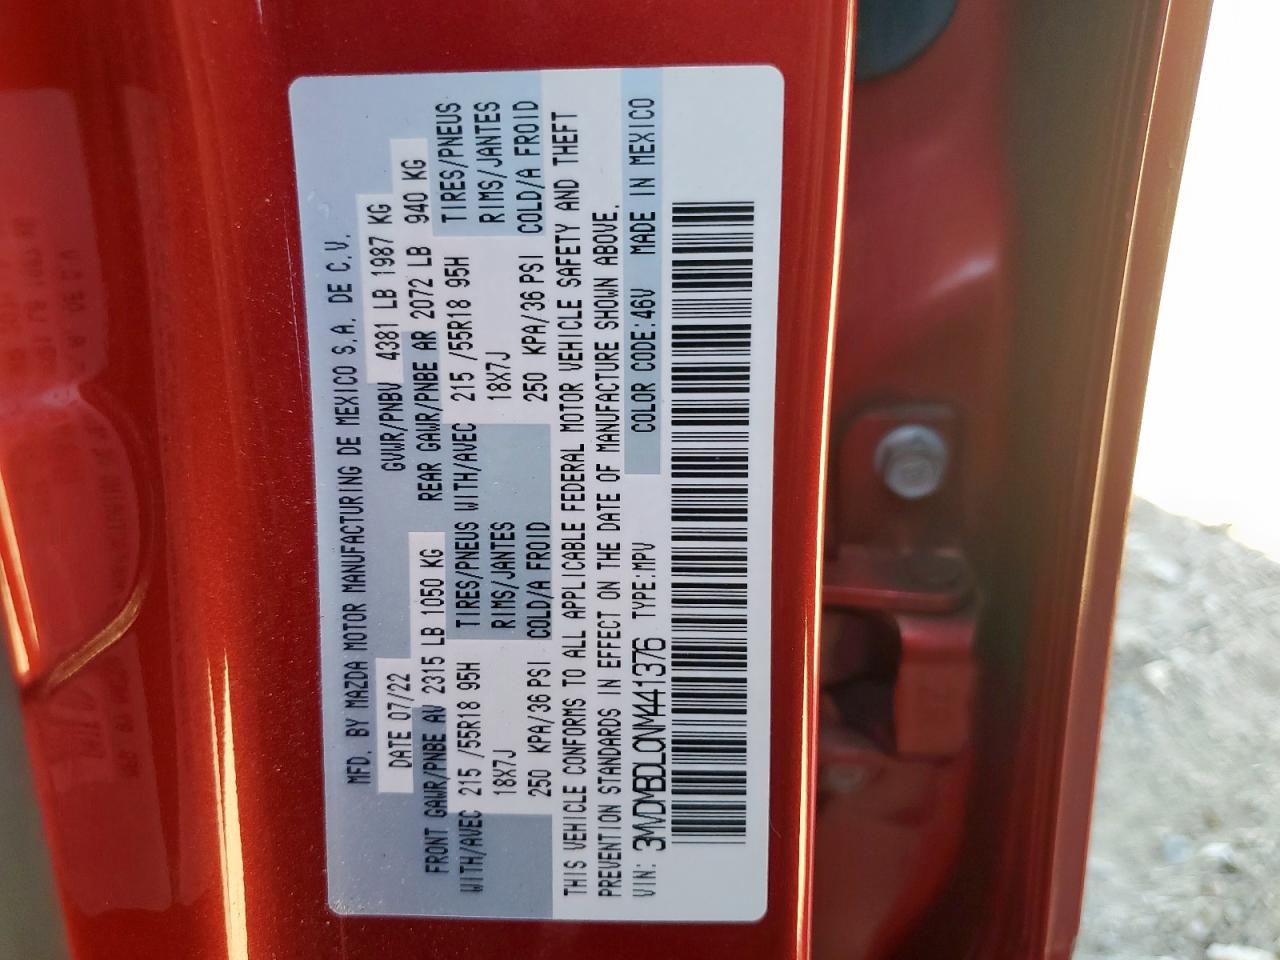 MFD. BY MAZDA MOTOR MANUFACTURING DE MEXICO S.A. DE C.V.
DATE 07/22 GVWR/PNBV 4381 LB 1987 KG
FRONT GAWR/PNBE AV 2315 LB 1050 KG REAR GAWR/PNBE AR 2072 LB 940 KG
WITH/AVEC 215 /55R18 95H TIRES/PNEUS WITH/AVEC 215 /55R18 95H TIRES/PNEUS
18X7J RIMS/JANTES 18X7J RIMS/JANTES
250 KPA/36 PSI COLD/A FROID 250 KPA/36 PSI COLD/A FROID
THIS VEHICLE CONFORMS TO ALL APPLICABLE FEDERAL MOTOR VEHICLE SAFETY AND THEFT
PREVENTION STANDARDS IN EFFECT ON THE DATE OF MANUFACTURE SHOWN ABOVE.
VIN: 3MVDMBDL0NM441376 TYPE:MPV COLOR CODE:46V MADE IN MEXICO